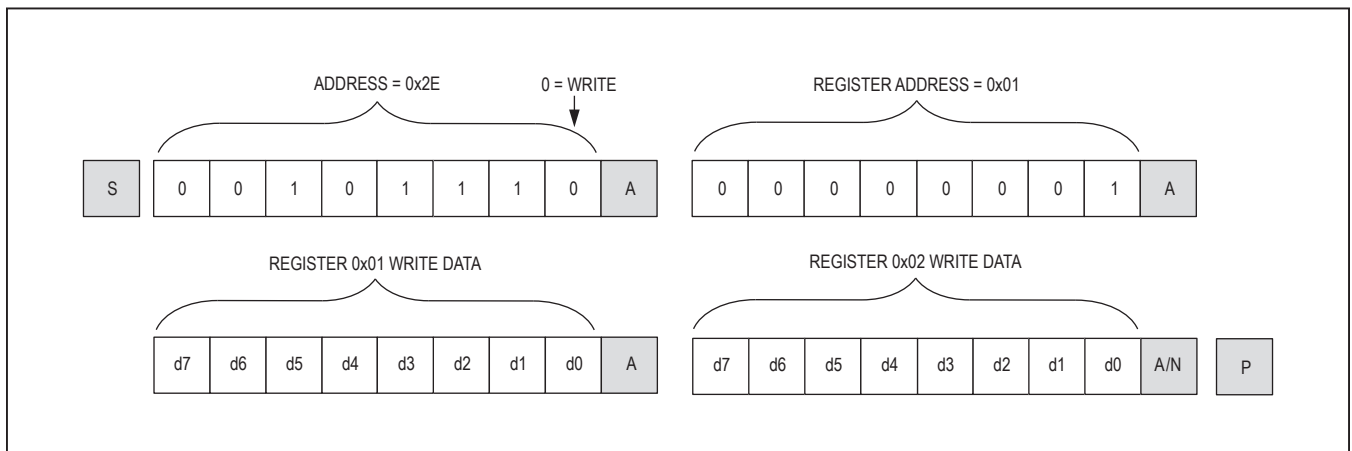 ADDRESS = 0x2E 0 = WRITE REGISTER ADDRESS = 0x01
S 0 0 1 0 1 1 1 0 A 0 0 0 0 0 0 0 1 A
REGISTER 0x01 WRITE DATA REGISTER 0x02 WRITE DATA
d7 d6 d5 d4 d3 d2 d1 d0 A d7 d6 d5 d4 d3 d2 d1 d0 A/N P